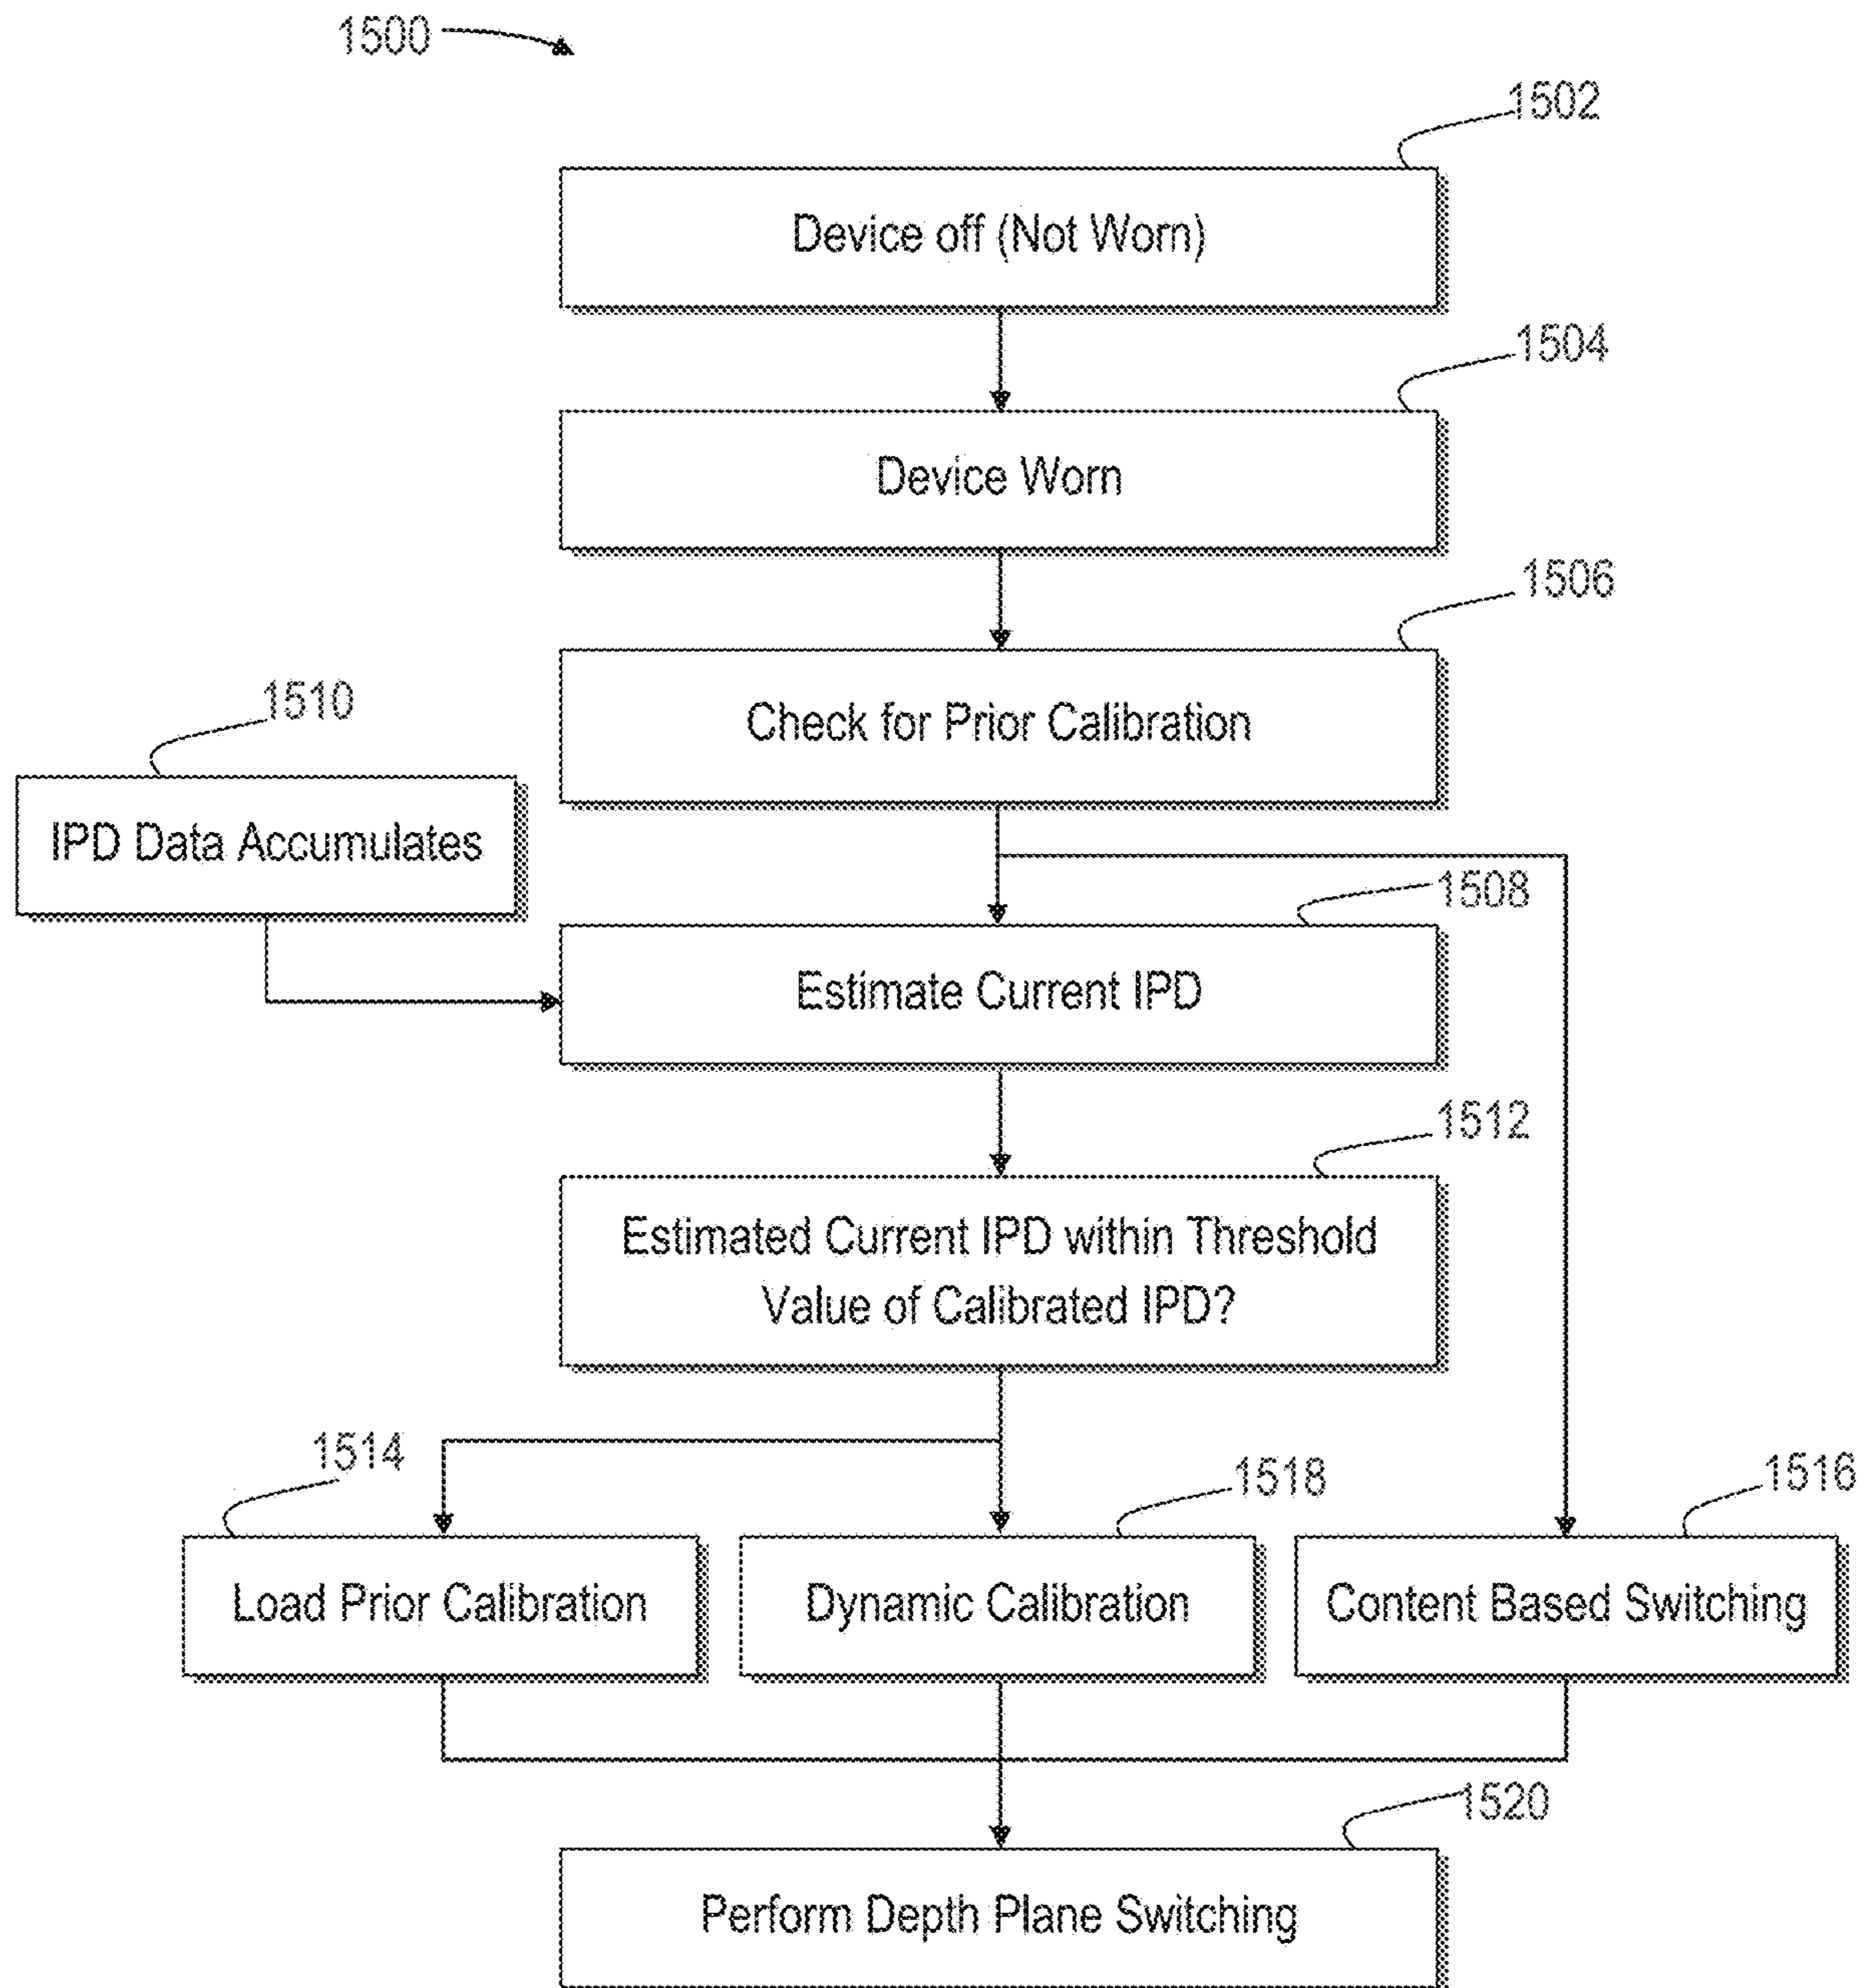 1500
1502
Device off (Not Worn)
1504
Device Worn
1506
Check for Prior Calibration
1510
IPD Data Accumulates
1508
Estimate Current IPD
1512
Estimated Current IPD within Threshold
Value of Calibrated IPD?
1514
Load Prior Calibration
1518
Dynamic Calibration
1516
Content Based Switching
1520
Perform Depth Plane Switching